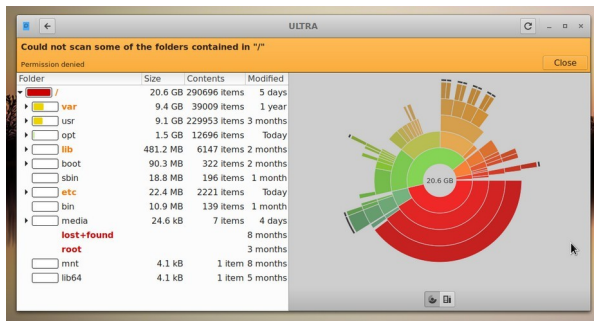 ULTRA
Could not scan some of the folders contained in "/"
Permission denied
Close
Folder Size Contents Modified
/ 20.6 GB 290696 items 5 days
var 9.4 GB 39009 items 1 year
usr 9.1 GB 229953 items 3 months
opt 1.5 GB 12696 items Today
lib 481.2 MB 6147 items 2 months
boot 90.3 MB 322 items 2 months
sbin 18.8 MB 196 items 1 month
etc 22.4 MB 2221 items Today
bin 10.9 MB 139 items 1 month
media 24.6 kB 7 items 4 days
lost+found 8 months
root 3 months
mnt 4.1 kB 1 item 8 months
lib64 4.1 kB 1 item 5 months
20.6 GB